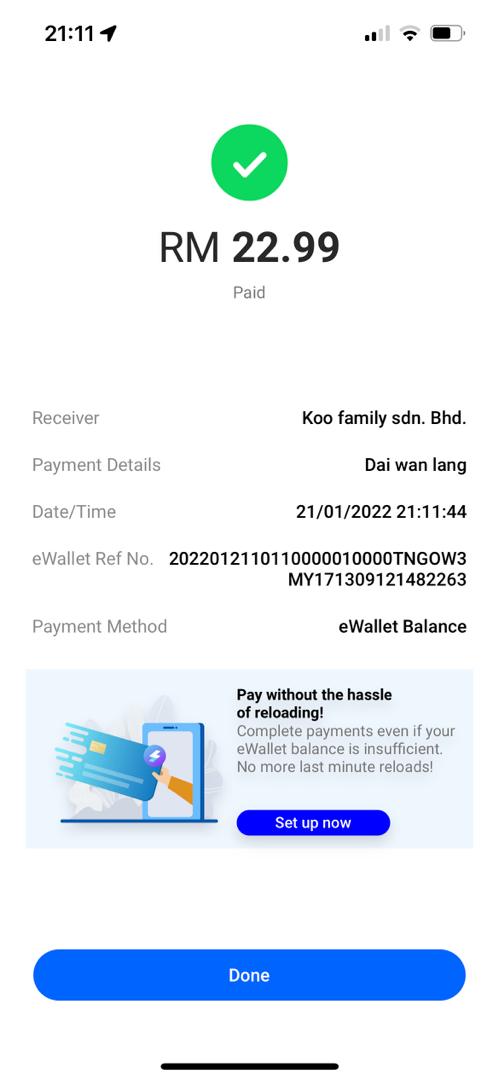 21:11
RM 22.99
Paid
Receiver Koo family sdn. Bhd.
Payment Details Dai wan lang
Date/Time 21/01/2022 21:11:44
eWallet Ref No. 20220121101100000010000TNGOW3
MY171309121482263
Payment Method eWallet Balance
Pay without the hassle
of reloading!
Complete payments even if your
eWallet balance is insufficient.
No more last minute reloads!
Set up now
Done